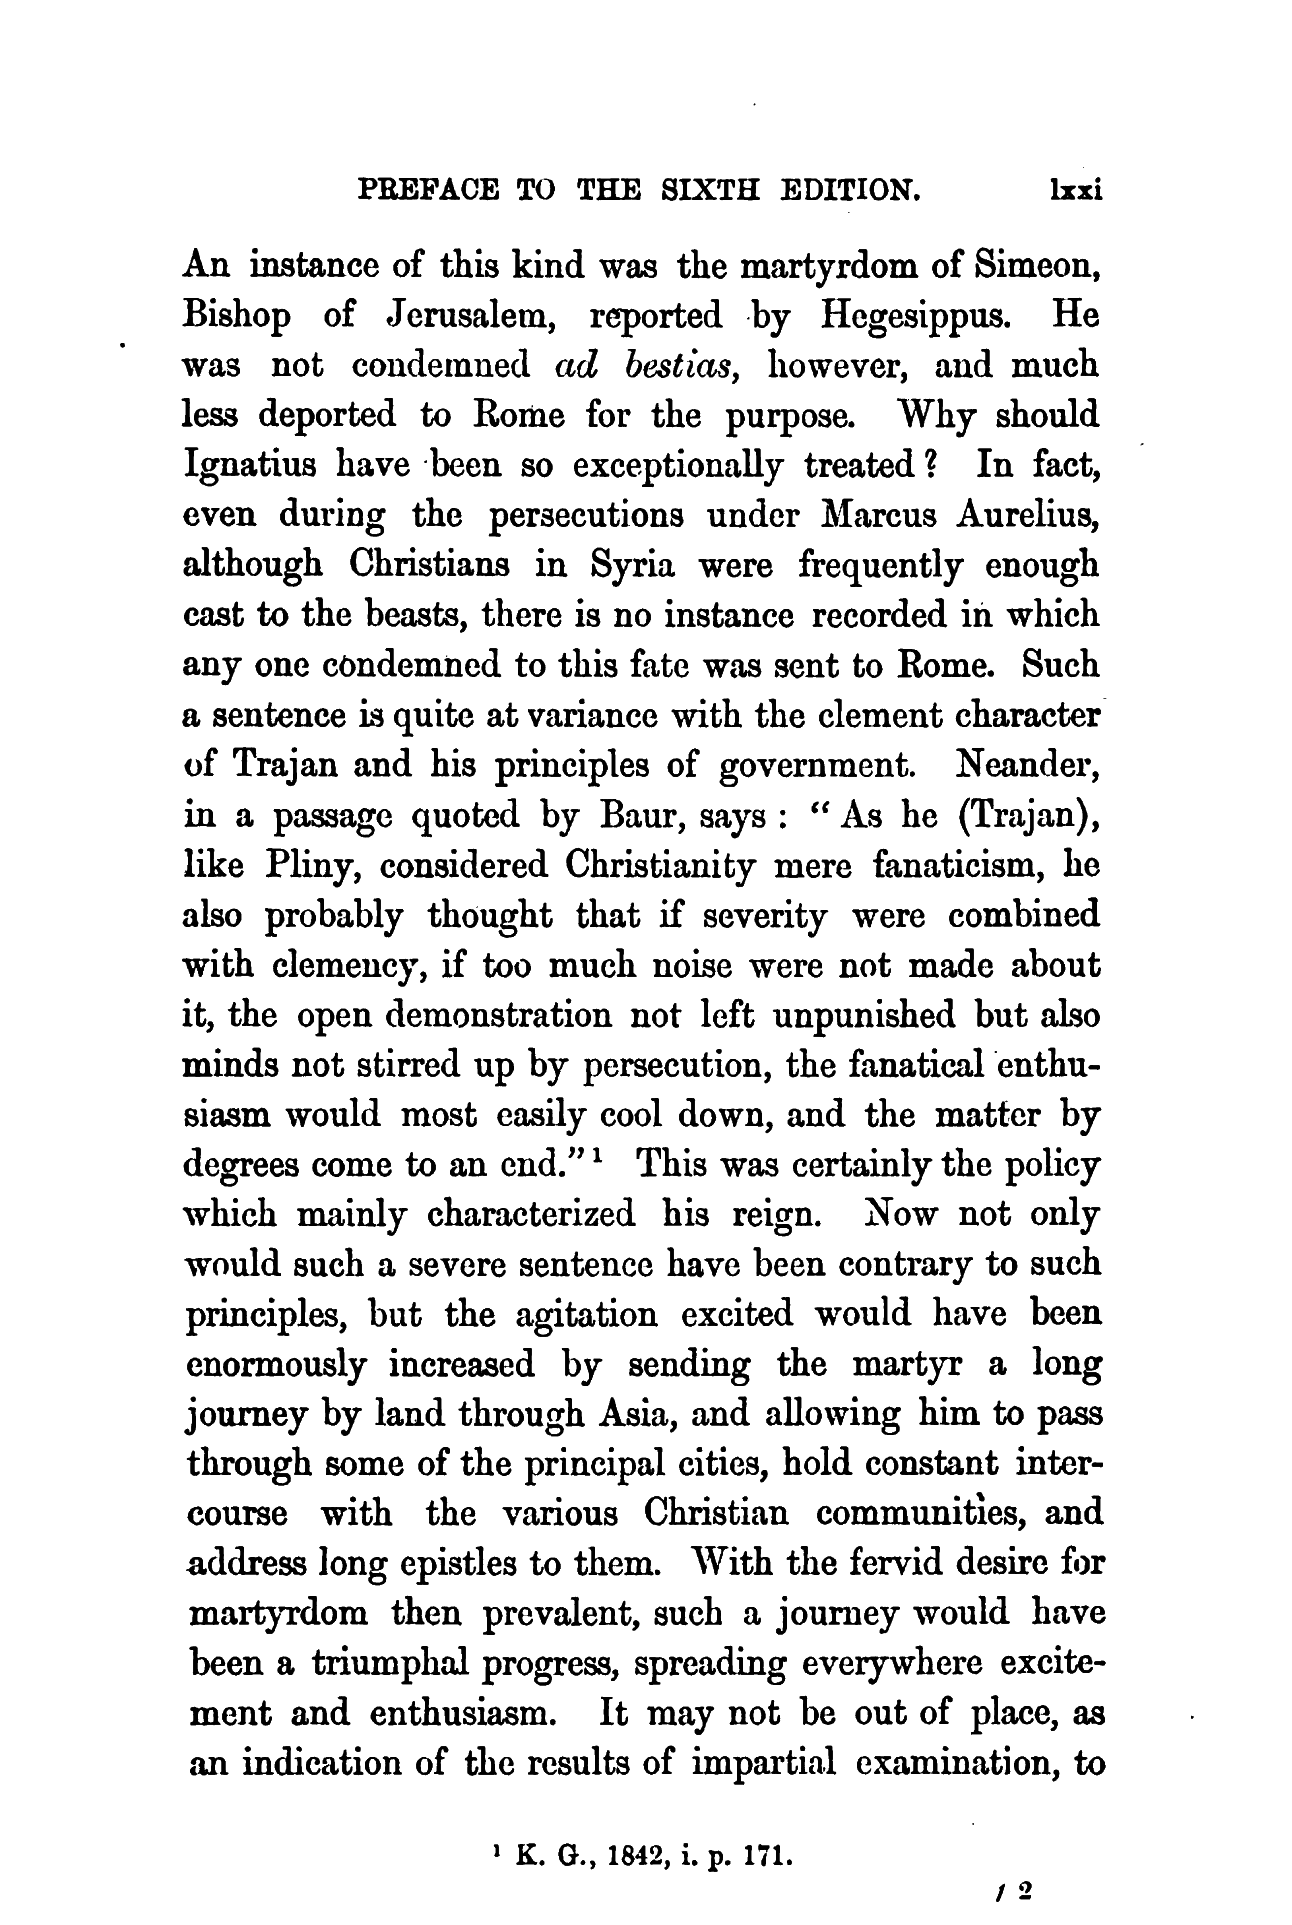 PREFACE TO THE SIXTH EDITION. lxxi
An instance of this kind was the martyrdom of Simeon,
Bishop of Jerusalem, reported by Hegesippus. He
was not condemned ad bestias, however, and much
less deported to Rome for the purpose. Why should
Ignatius have been so exceptionally treated? In fact,
even during the persecutions under Marcus Aurelius,
although Christians in Syria were frequently enough
cast to the beasts, there is no instance recorded in which
any one condemned to this fate was sent to Rome. Such
a sentence is quite at variance with the clement character
of Trajan and his principles of government. Neander,
in a passage quoted by Baur, says: “As he (Trajan),
like Pliny, considered Christianity mere fanaticism, he
also probably thought that if severity were combined
with clemency, if too much noise were not made about
it, the open demonstration not left unpunished but also
minds not stirred up by persecution, the fanatical enthu-
siasm would most easily cool down, and the matter by
degrees come to an end.”¹ This was certainly the policy
which mainly characterized his reign. Now not only
would such a severe sentence have been contrary to such
principles, but the agitation excited would have been
enormously increased by sending the martyr a long
journey by land through Asia, and allowing him to pass
through some of the principal cities, hold constant inter-
course with the various Christian communities, and
address long epistles to them. With the fervid desire for
martyrdom then prevalent, such a journey would have
been a triumphal progress, spreading everywhere excite-
ment and enthusiasm. It may not be out of place, as
an indication of the results of impartial examination, to
¹ K. G., 1842, i. p. 171.
f 2